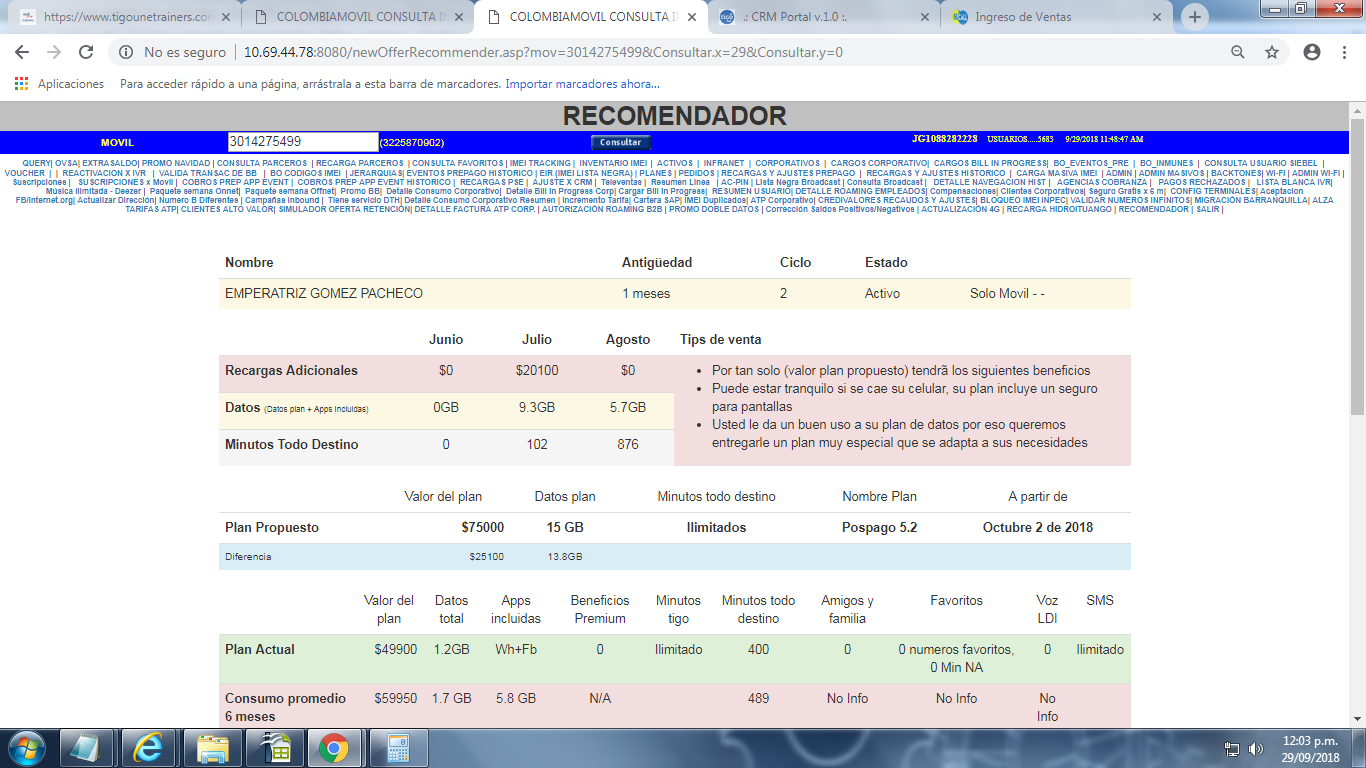 https://www.tigounetrainers.con
COLOMBIAMOVIL CONSULTA I
COLOMBIAMOVIL CONSULTA I
.: CRM Portal v.1.0 :.
Ingreso de Ventas
No es seguro
10.69.44.78:8080/newOfferRecommender.asp?mov=3014275499&Consultar.x=29&Consultar.y=0
Aplicaciones Para acceder rápido a una página, arrástrala a esta barra de marcadores. Importar marcadores ahora...
RECOMENDADOR
MOVIL 3014275499 (3225870902) Consultar JG1088282228 USUARIOS.....5683 9/29/2018 11:48:47 AM
QUERY| OVSA| EXTRASALDO| PROMO NAVIDAD | CONSULTA PARCEROS | RECARGA PARCEROS | CONSULTA FAVORITOS | IMEI TRACKING | INVENTARIO IMEI | ACTIVOS | INFRANET | CORPORATIVOS | CARGOS CORPORATIVO| CARGOS BILL IN PROGRESS| BO_EVENTOS_PRE | BO_INMUNES | CONSULTA USUARIO SIEBEL |
VOUCHER | | REACTIVACION X IVR | VALIDA TRANSAC DE BB | BO CODIGOS IMEI | JERARQUIAS| EVENTOS PREPAGO HISTORICO | EIR (IMEI LISTA NEGRA) | PLANES | PEDIDOS | RECARGAS Y AJUSTES PREPAGO | RECARGAS Y AJUSTES HISTORICO | CARGA MASIVA IMEI | ADMIN | ADMIN MASIVOS | BACKTONES| WI-FI | ADMIN WI-FI |
Suscripciones | SUSCRIPCIONES x Movil | COBROS PREP APP EVENT | COBROS PREP APP EVENT HISTORICO | RECARGAS PSE | AJUSTE X CRM | Televentas | Resumen Linea | AC-PIN | Lista Negra Broadcast | Consulta Broadcast | DETALLE NAVEGACION HIST | AGENCIAS COBRANZA | PAGOS RECHAZADOS | LISTA BLANCA IVR|
Musica Ilimitada - Deezer | Paquete semana Onnet| Paquete semana Offnet| Promo BB| Detalle Consumo Corporativo| Detalle Bill In Progress Corp| Cargar Bill In Progress| RESUMEN USUARIO| DETALLE ROAMING EMPLEADOS| Compensaciones| Clientes Corporativos| Seguro Gratis x 6 m| CONFIG TERMINALES| Aceptacion
FB/Internet.org| Actualizar Dirección| Numero B Diferentes | Campañas Inbound | Tiene servicio DTH| Detalle Consumo Corporativo Resumen | Incremento Tarifa| Cartera SAP| IMEI Duplicados| ATP Corporativo| CREDIVALORES RECAUDOS Y AJUSTES| BLOQUEO IMEI INPEC| VALIDAR NUMEROS INFINITOS| MIGRACIÓN BARRANQUILLA| ALZA
TARIFAS ATP| CLIENTES ALTO VALOR| SIMULADOR OFERTA RETENCIÓN| DETALLE FACTURA ATP CORP. | AUTORIZACIÓN ROAMING B2B | PROMO DOBLE DATOS | Corrección Saldos Positivos/Negativos | ACTUALIZACIÓN 4G | RECARGA HIDROITUANGO | RECOMENDADOR | SALIR |
Nombre Antigüedad Ciclo Estado
EMPERATRIZ GOMEZ PACHECO 1 meses 2 Activo Solo Movil - -
Junio Julio Agosto Tips de venta
Recargas Adicionales $0 $20100 $0
Datos (Datos plan + Apps incluidas) 0GB 9.3GB 5.7GB
Minutos Todo Destino 0 102 876
Por tan solo (valor plan propuesto) tendrã los siguientes beneficios
Puede estar tranquilo si se cae su celular, su plan incluye un seguro
para pantallas
Usted le da un buen uso a su plan de datos por eso queremos
entregarle un plan muy especial que se adapta a sus necesidades
Valor del plan Datos plan Minutos todo destino Nombre Plan A partir de
Plan Propuesto $75000 15 GB Ilimitados Pospago 5.2 Octubre 2 de 2018
Diferencia $25100 13.8GB
Valor del plan Datos total Apps incluidas Beneficios Premium Minutos tigo Minutos todo destino Amigos y familia Favoritos Voz LDI SMS
Plan Actual $49900 1.2GB Wh+Fb 0 Ilimitado 400 0 0 numeros favoritos, 0 Min NA 0 Ilimitado
Consumo promedio 6 meses $59950 1.7 GB 5.8 GB N/A 489 No Info No Info No Info
12:03 p.m.
29/09/2018